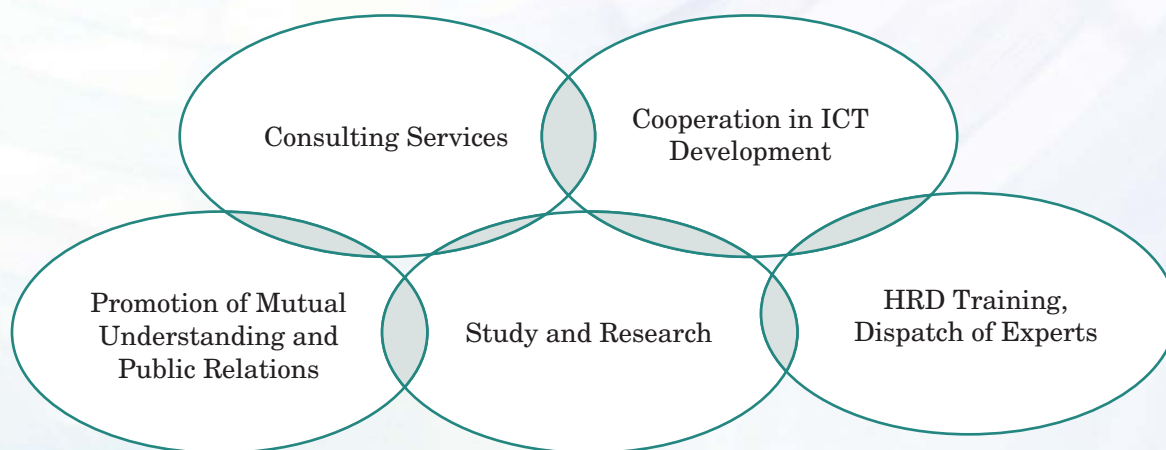 Consulting Services
Cooperation in ICT
Development
Promotion of Mutual
Understanding and
Public Relations
Study and Research
HRD Training,
Dispatch of Experts